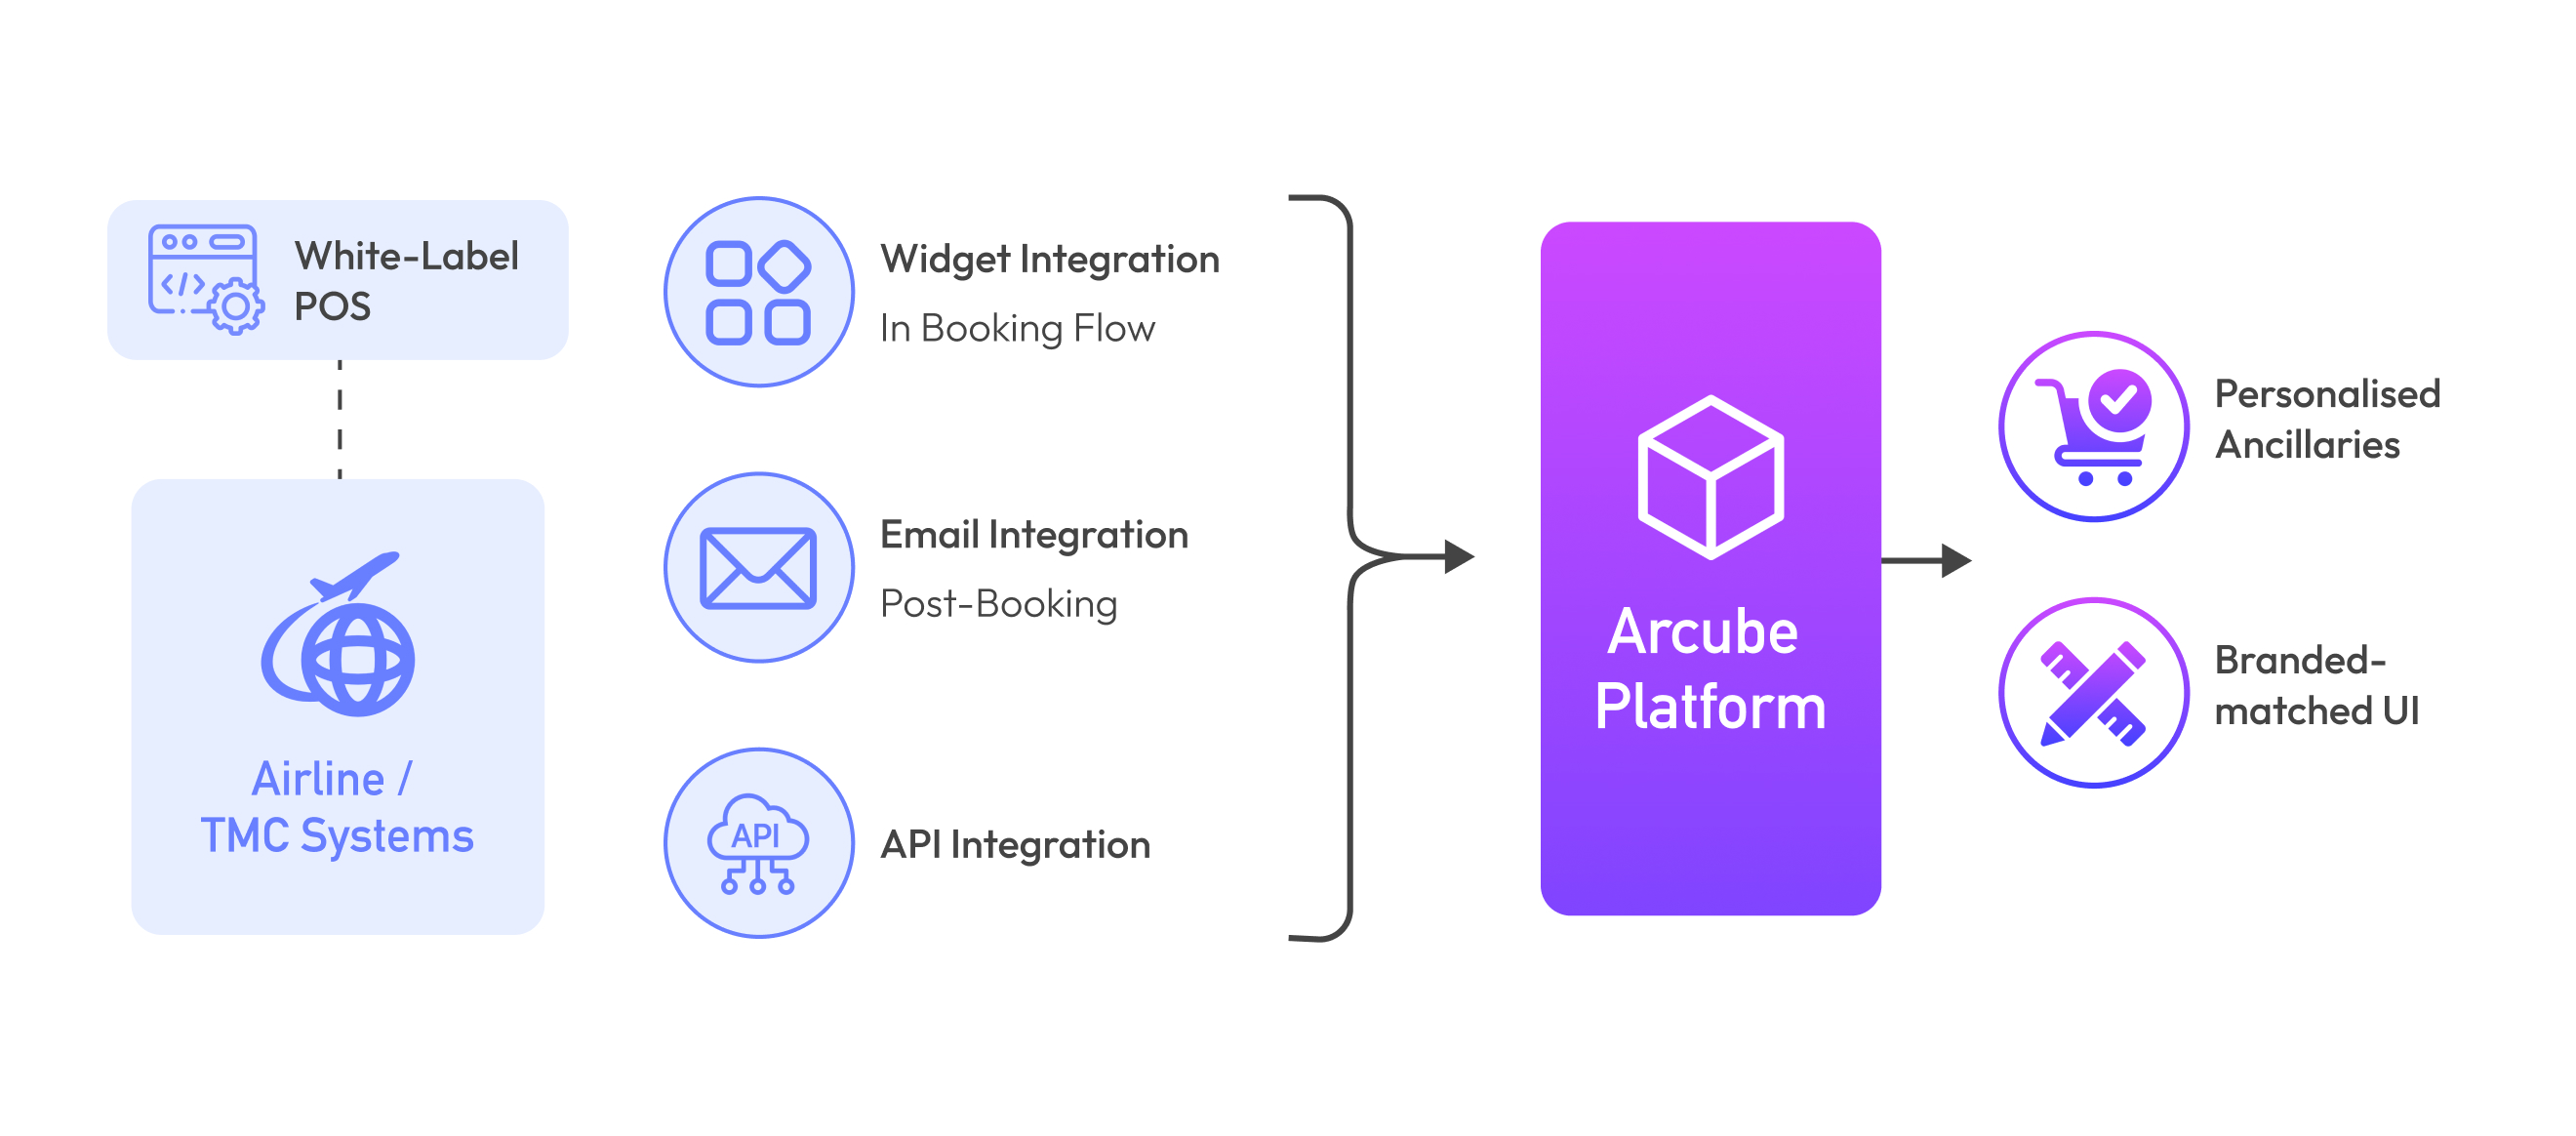 White-Label
POS
Airline /
TMC Systems
Widget Integration
In Booking Flow
Email Integration
Post-Booking
API
API Integration
Arcube
Platform
Personalised
Ancillaries
Branded-
matched UI